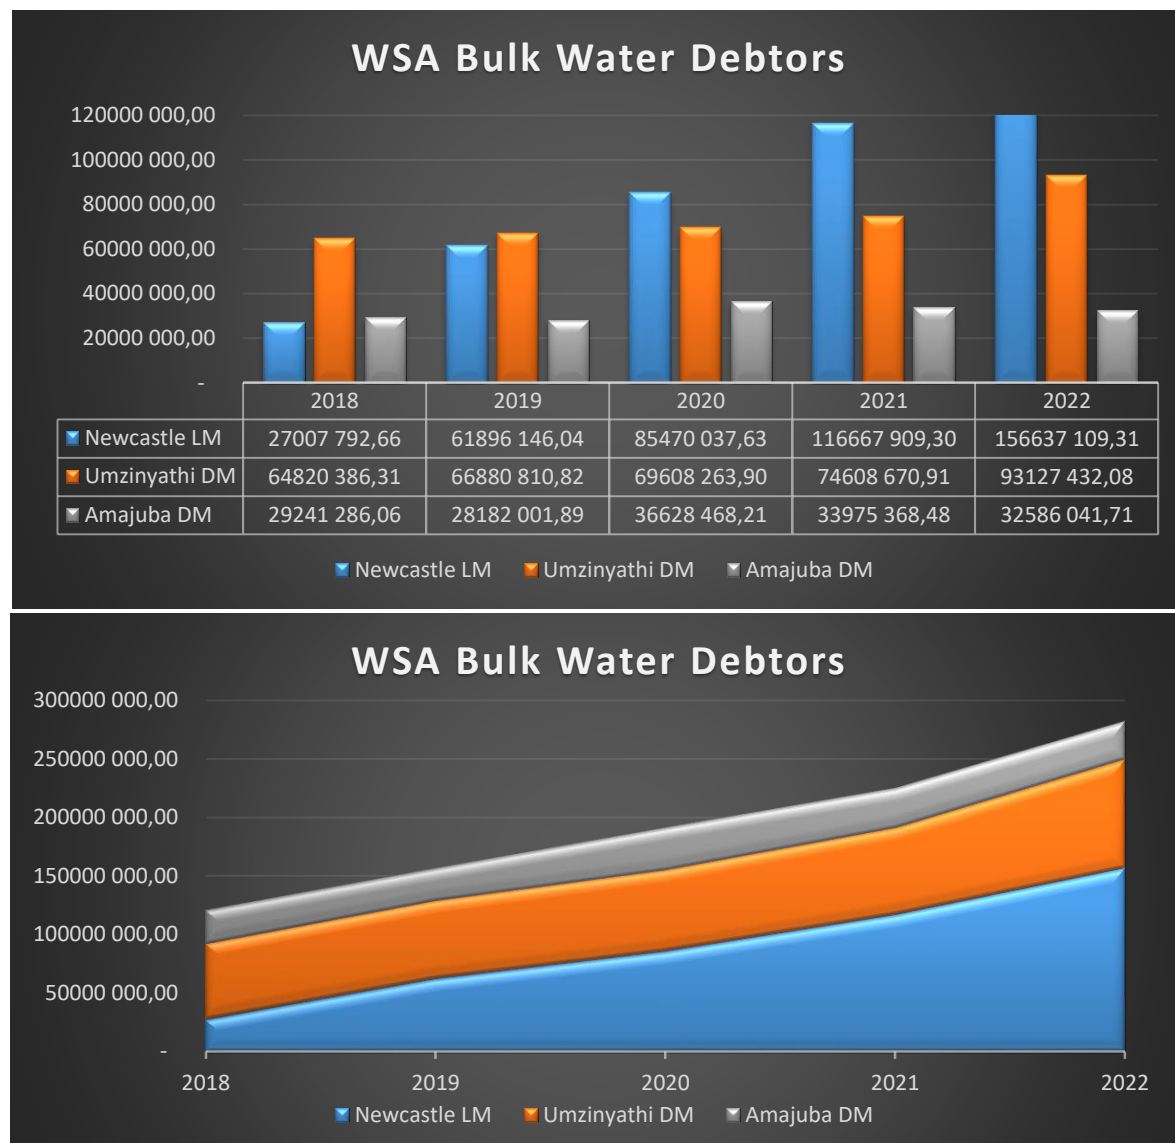 WSA Bulk Water Debtors
120000 000,00
100000 000,00
80000 000,00
60000 000,00
40000 000,00
20000 000,00
-
2018 2019 2020 2021 2022
Newcastle LM 27007 792,66 61896 146,04 85470 037,63 116667 909,30 156637 109,31
Umzinyathi DM 64820 386,31 66880 810,82 69608 263,90 74608 670,91 93127 432,08
Amajuba DM 29241 286,06 28182 001,89 36628 468,21 33975 368,48 32586 041,71
Newcastle LM Umzinyathi DM Amajuba DM
WSA Bulk Water Debtors
300000 000,00
250000 000,00
200000 000,00
150000 000,00
100000 000,00
50000 000,00
-
2018 2019 2020 2021 2022
Newcastle LM Umzinyathi DM Amajuba DM